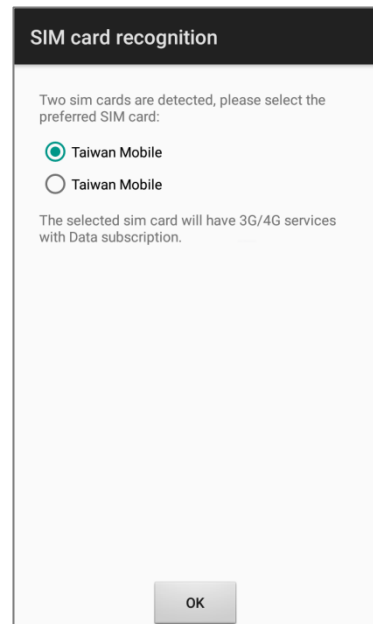 SIM card recognition
Two sim cards are detected, please select the
preferred SIM card:
Taiwan Mobile
Taiwan Mobile
The selected sim card will have 3G/4G services
with Data subscription.
OK